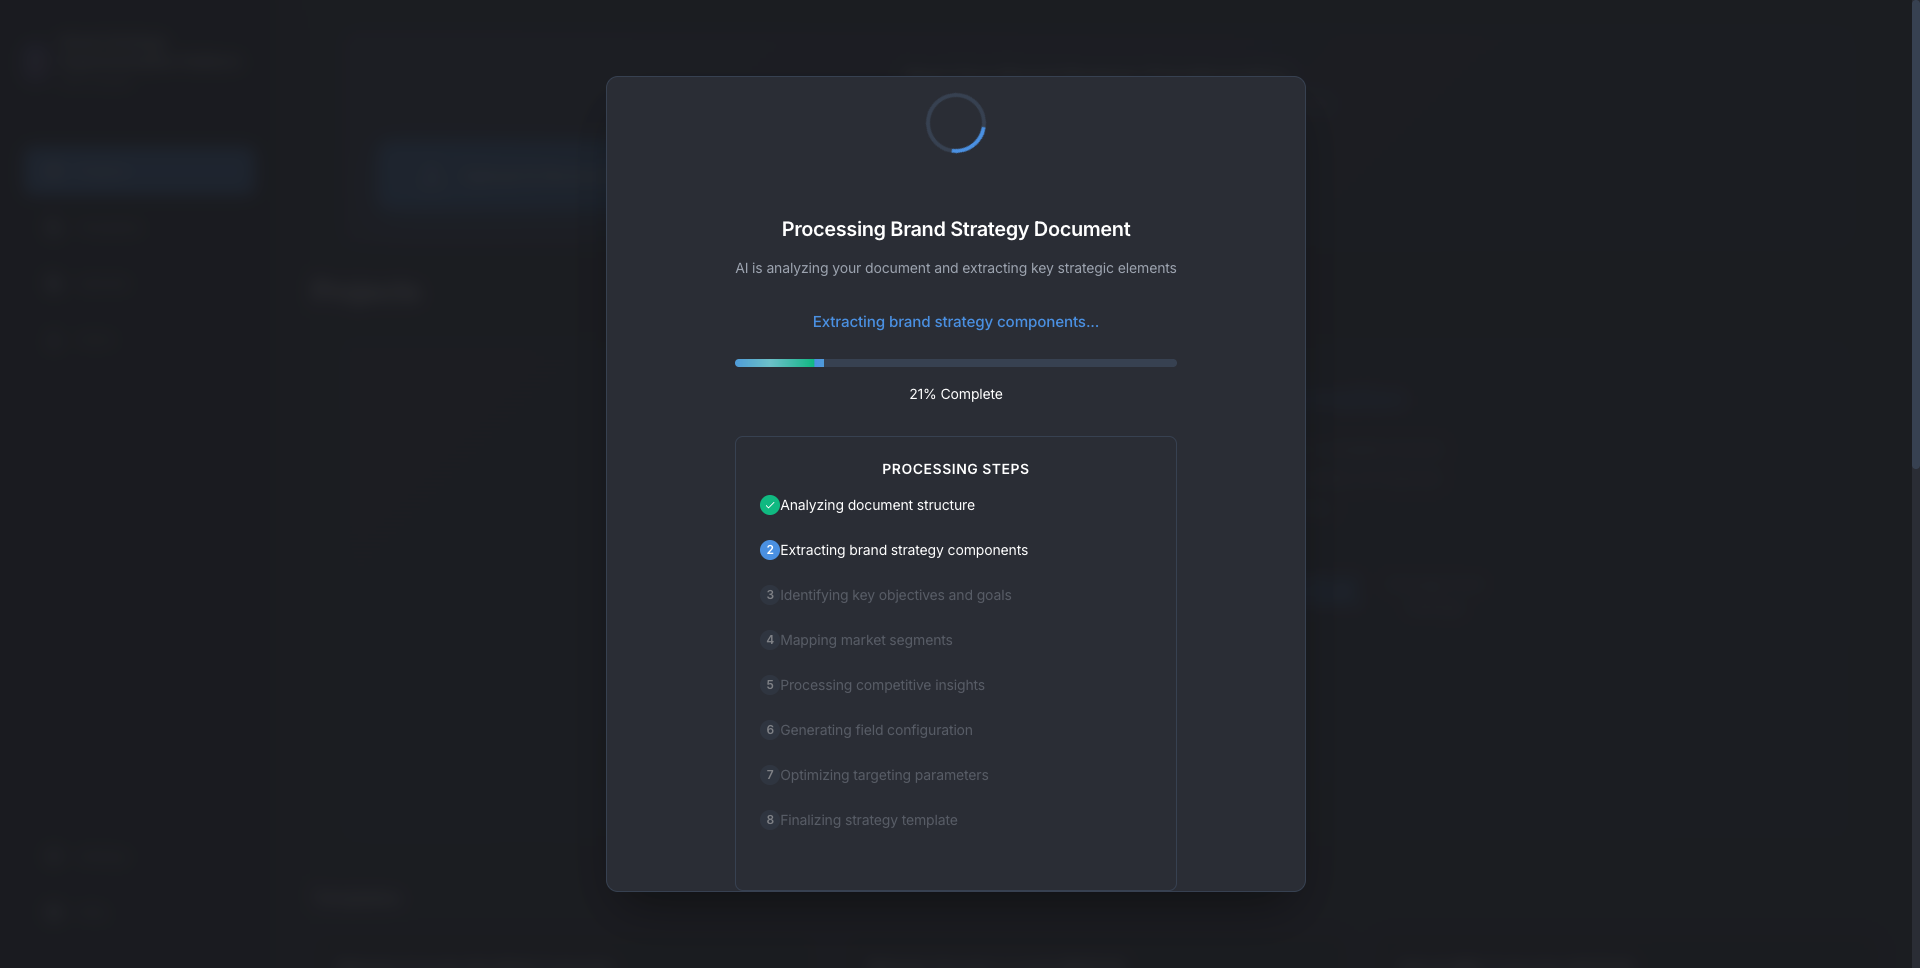 Processing Brand Strategy Document
AI is analyzing your document and extracting key strategic elements
Extracting brand strategy components...
21% Complete
PROCESSING STEPS
Analyzing document structure
2 Extracting brand strategy components
3 Identifying key objectives and goals
4 Mapping market segments
5 Processing competitive insights
6 Generating field configuration
7 Optimizing targeting parameters
8 Finalizing strategy template